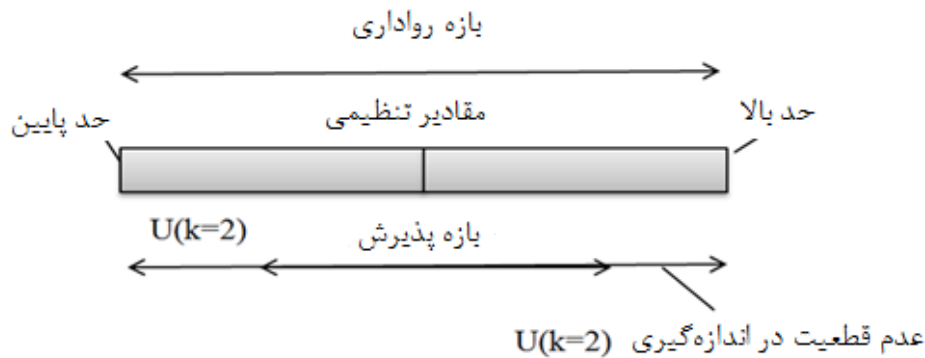 بازه رواداری
حد بالا
مقادیر تنظیمی
حد پایین
بازه پذیرش
U(k=2)
عدم قطعیت در اندازه‌گیری
U(k=2)